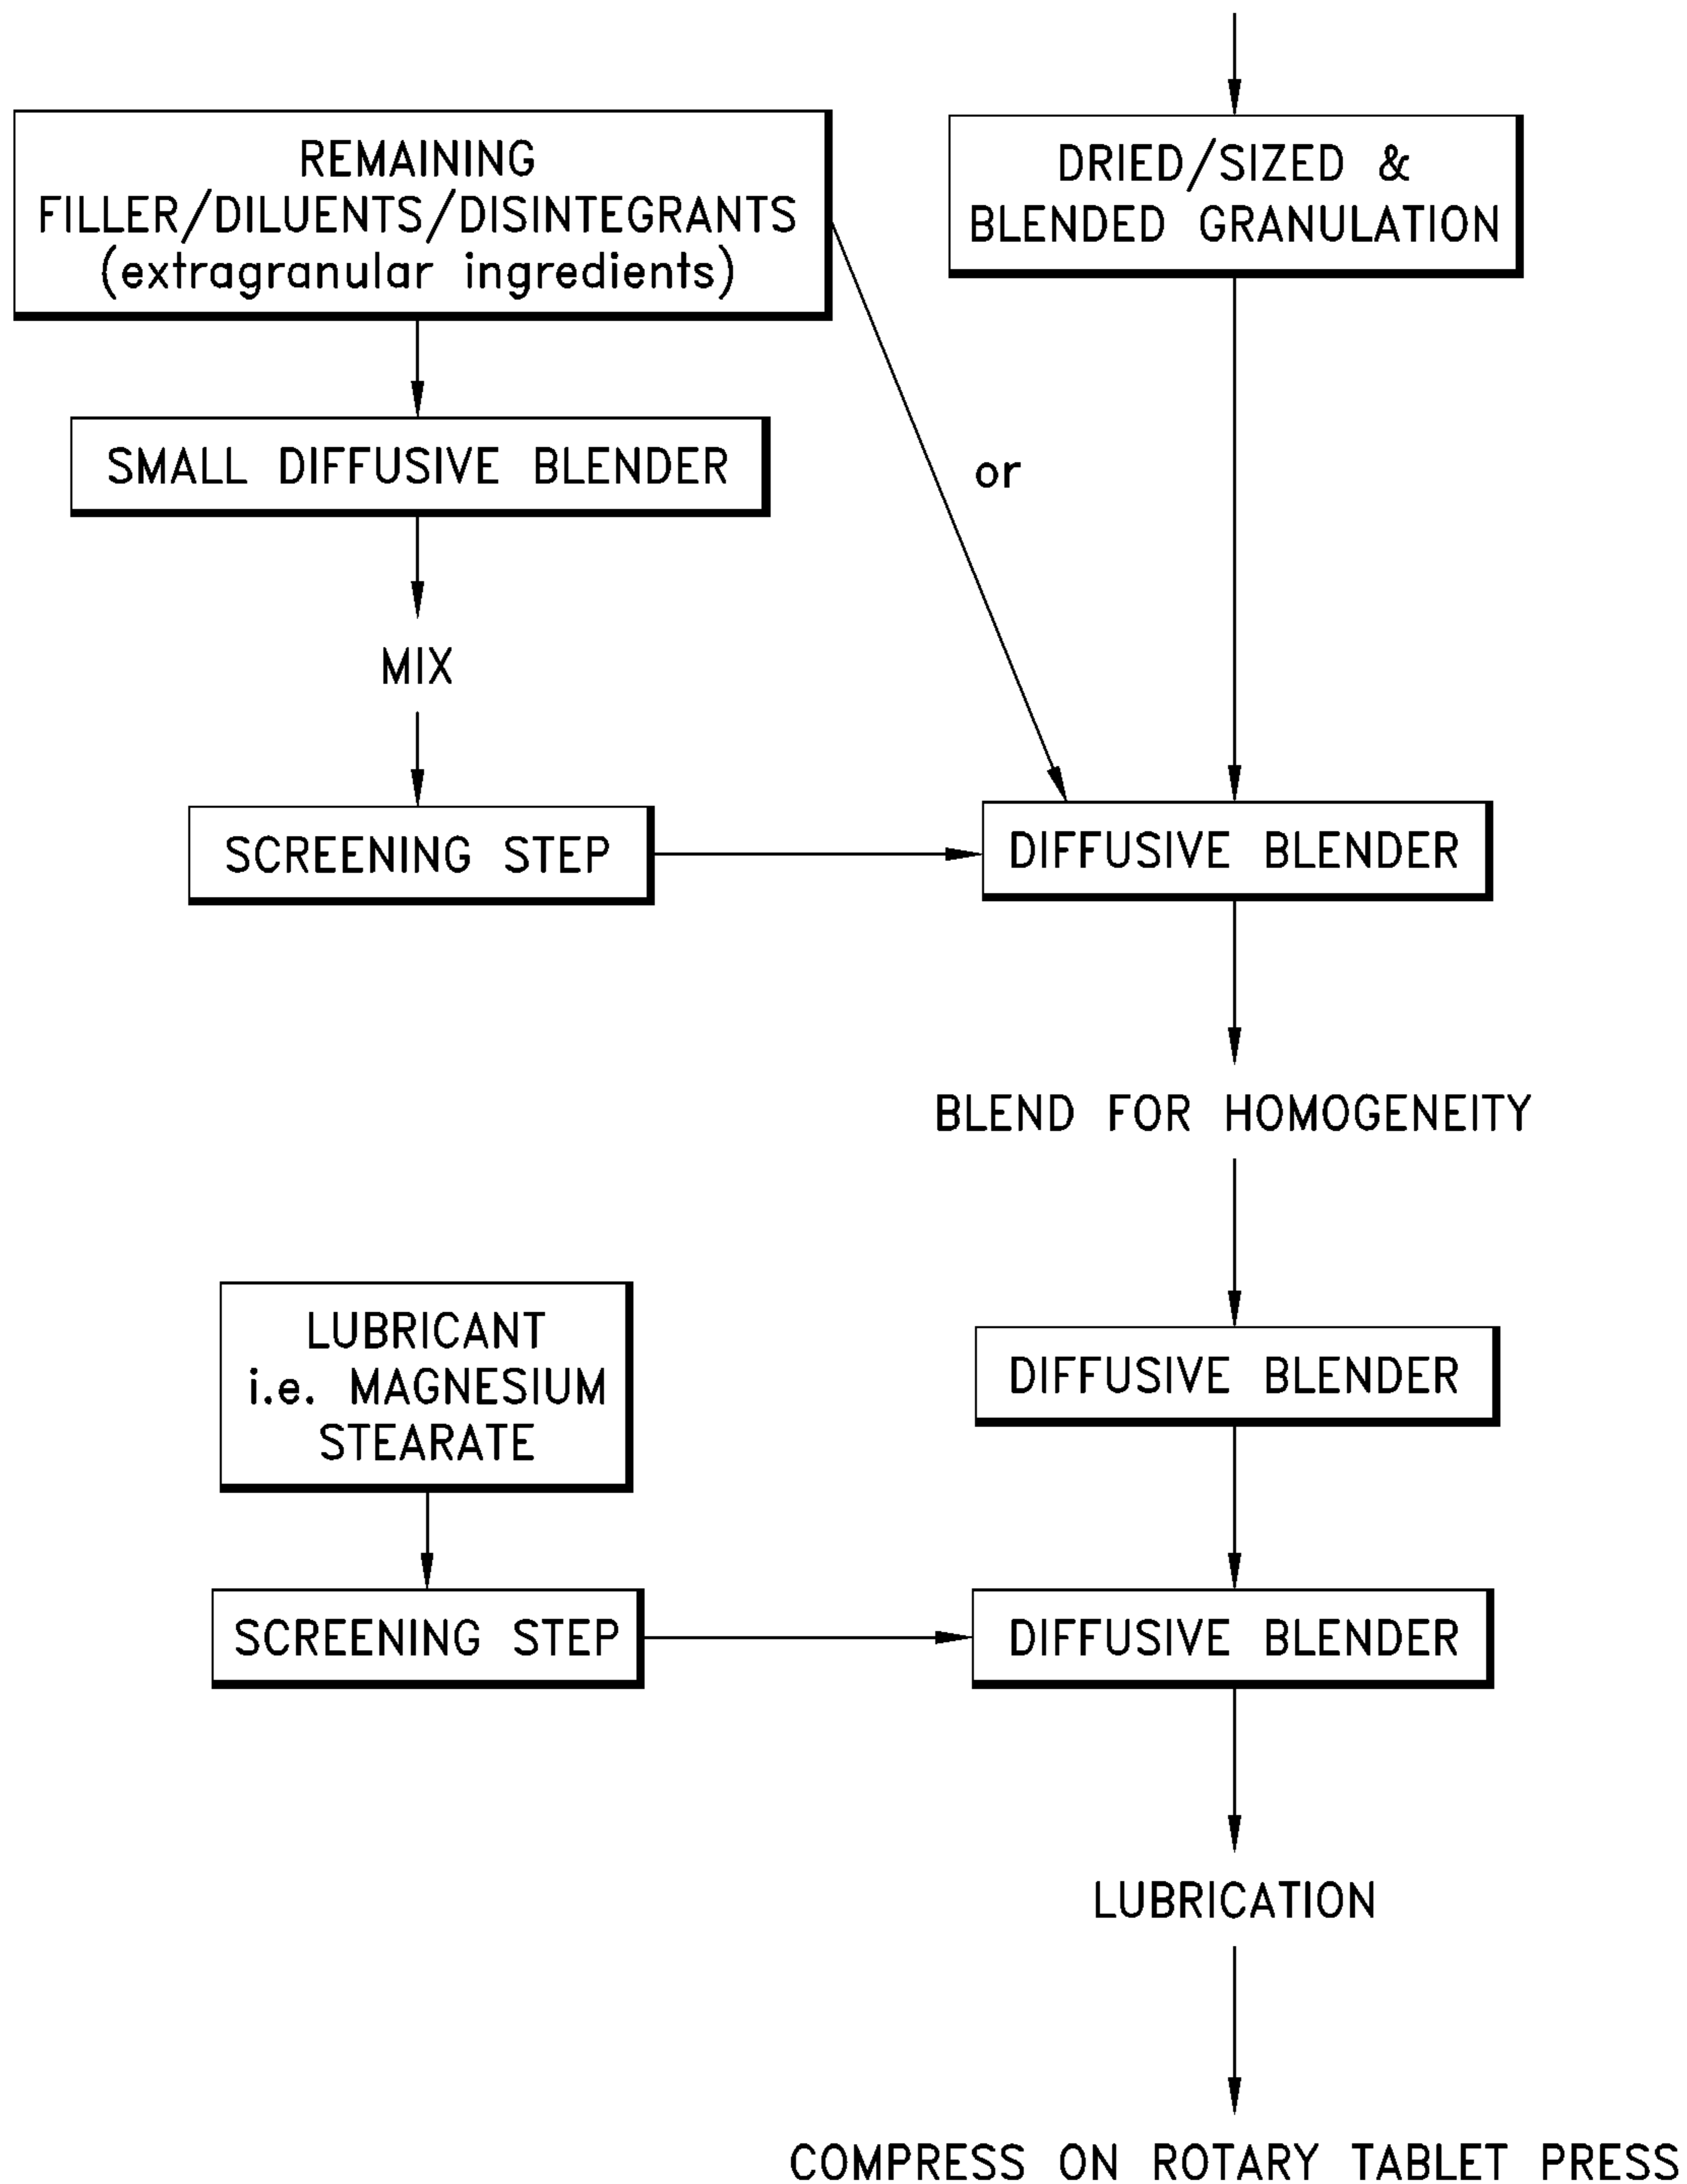 REMAINING
FILLER/DILUENTS/DISINTEGRANTS
(extragranular ingredients)
DRIED/SIZED &
BLENDED GRANULATION
SMALL DIFFUSIVE BLENDER
or
MIX
SCREENING STEP
DIFFUSIVE BLENDER
BLEND FOR HOMOGENEITY
LUBRICANT
i.e. MAGNESIUM
STEARATE
DIFFUSIVE BLENDER
SCREENING STEP
DIFFUSIVE BLENDER
LUBRICATION
COMPRESS ON ROTARY TABLET PRESS